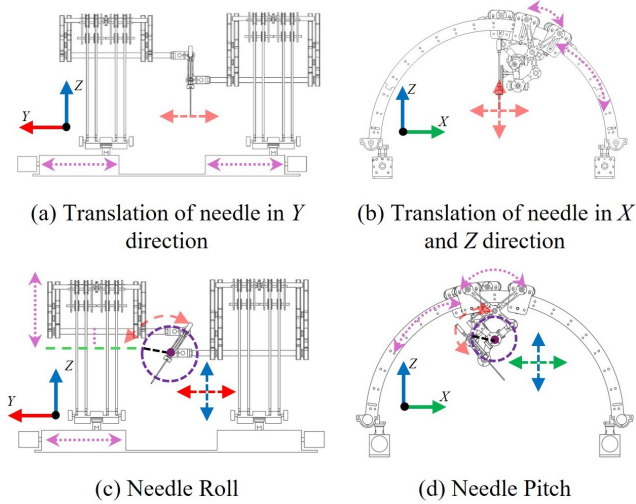 Z
Y
Z
X
(a) Translation of needle in Y
direction
(b) Translation of needle in X
and Z direction
Z
Y
Z
X
(c) Needle Roll
(d) Needle Pitch